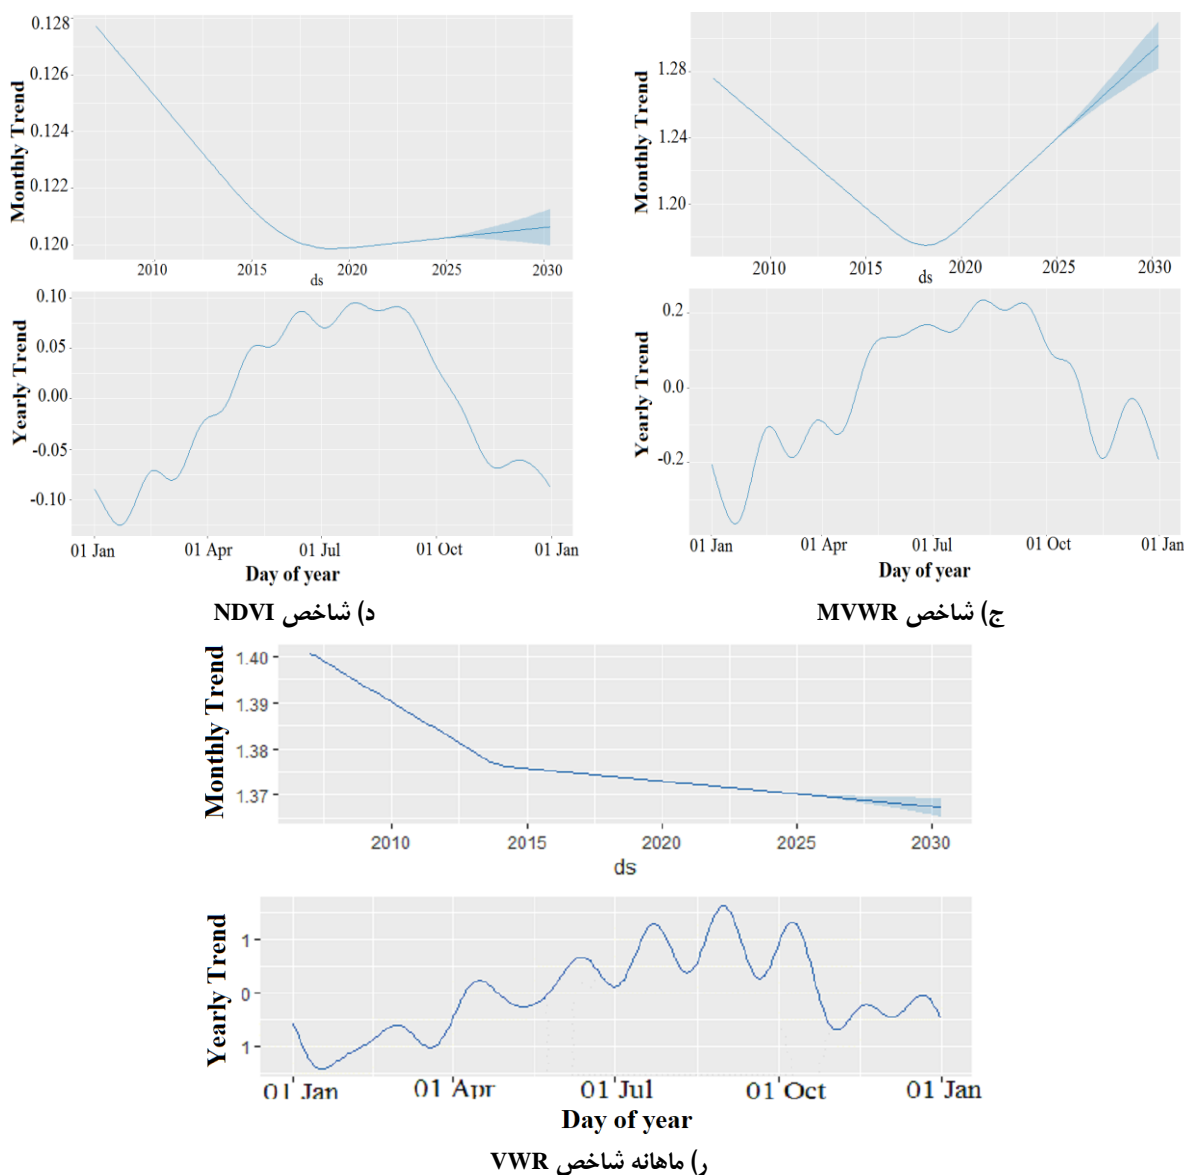 0.128
0.126
0.124
0.122
0.120
Monthly Trend
2010 2015 2020 2025 2030
ds
0.10
0.05
0.00
-0.05
-0.10
Yearly Trend
01 Jan 01 Apr 01 Jul 01 Oct 01 Jan
Day of year
د) شاخص NDVI
1.28
1.24
1.20
Monthly Trend
2010 2015 2020 2025 2030
ds
0.2
0.0
-0.2
Yearly Trend
01 Jan 01 Apr 01 Jul 01 Oct 01 Jan
Day of year
ج) شاخص MVWR
1.40
1.39
1.38
1.37
Monthly Trend
2010 2015 2020 2025 2030
ds
1
0
1
Yearly Trend
01 Jan 01 Apr 01 Jul 01 Oct 01 Jan
Day of year
ر) ماهانه شاخص VWR